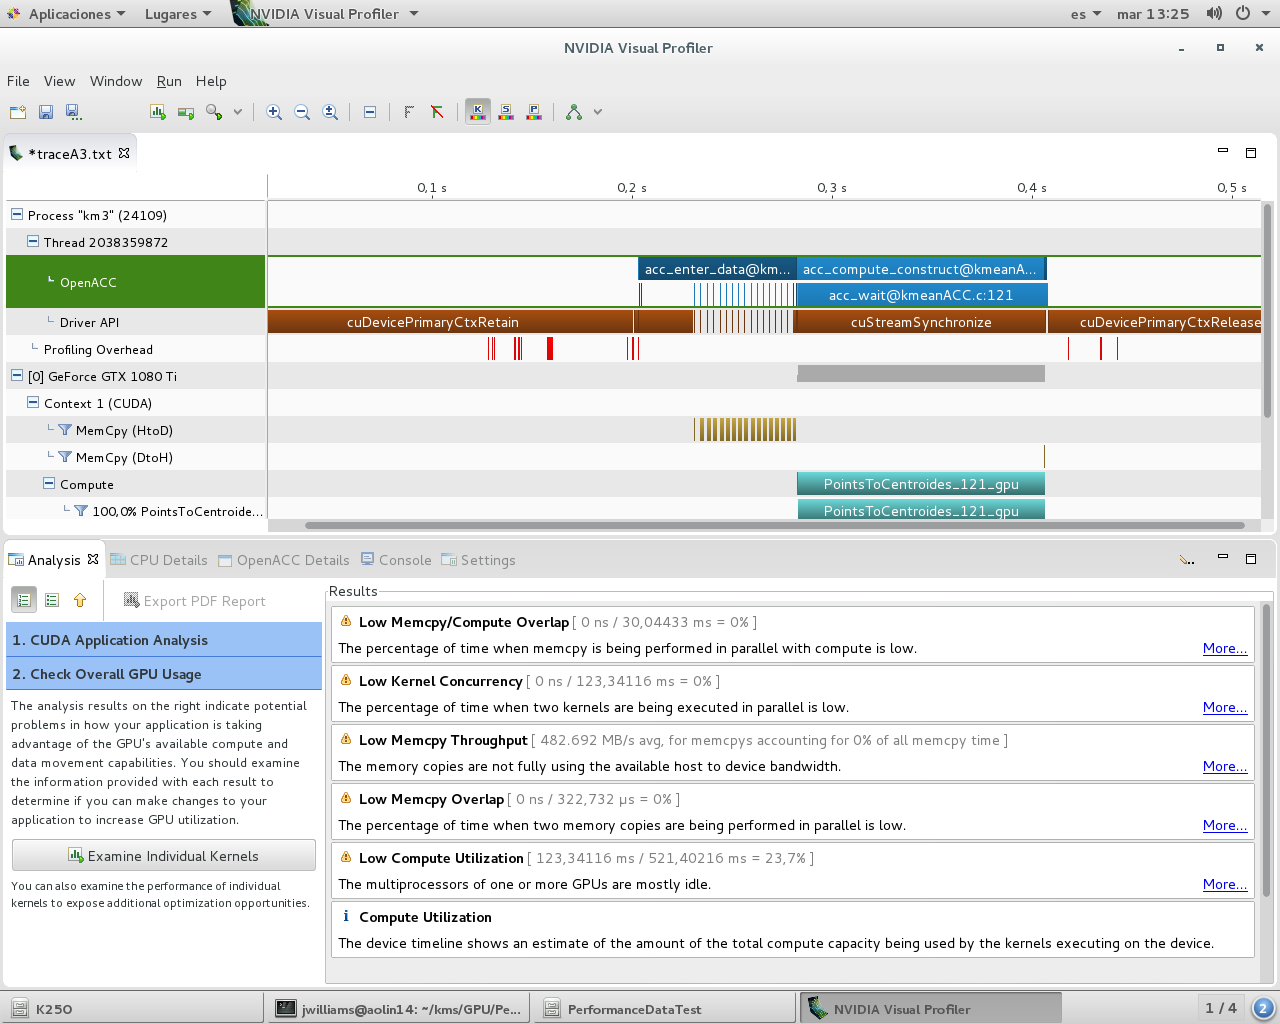 Aplicaciones Lugares NVIDIA Visual Profiler es mar 13:25
NVIDIA Visual Profiler
File View Window Run Help
K S P
*traceA3.txt
0,1 s 0,2 s 0,3 s 0,4 s 0,5 s
Process "km3" (24109)
Thread 2038359872
OpenACC
acc_enter_data@km... acc_compute_construct@kmeanA...
acc_wait@kmeanACC.c:121
Driver API cuDevicePrimaryCtxRetain cuStreamSynchronize cuDevicePrimaryCtxRelease
Profiling Overhead
[0] GeForce GTX 1080 Ti
Context 1 (CUDA)
MemCpy (HtoD)
MemCpy (DtoH)
Compute PointsToCentroides_121_gpu
100,0% PointsToCentroide... PointsToCentroides_121_gpu
Analysis CPU Details OpenACC Details Console Settings
Export PDF Report
1. CUDA Application Analysis
2. Check Overall GPU Usage
The analysis results on the right indicate potential
problems in how your application is taking
advantage of the GPU's available compute and
data movement capabilities. You should examine
the information provided with each result to
determine if you can make changes to your
application to increase GPU utilization.
Examine Individual Kernels
You can also examine the performance of individual
kernels to expose additional optimization opportunities.
Results
Low Memcpy/Compute Overlap [ 0 ns / 30,04433 ms = 0% ]
The percentage of time when memcpy is being performed in parallel with compute is low. More...
Low Kernel Concurrency [ 0 ns / 123,34116 ms = 0% ]
The percentage of time when two kernels are being executed in parallel is low. More...
Low Memcpy Throughput [ 482.692 MB/s avg, for memcpys accounting for 0% of all memcpy time ]
The memory copies are not fully using the available host to device bandwidth. More...
Low Memcpy Overlap [ 0 ns / 322,732 µs = 0% ]
The percentage of time when two memory copies are being performed in parallel is low. More...
Low Compute Utilization [ 123,34116 ms / 521,40216 ms = 23,7% ]
The multiprocessors of one or more GPUs are mostly idle. More...
Compute Utilization
The device timeline shows an estimate of the amount of the total compute capacity being used by the kernels executing on the device.
K250 jwilliams@aolin14: ~/kms/GPU/Pe... PerformanceDataTest NVIDIA Visual Profiler 1 / 4 2